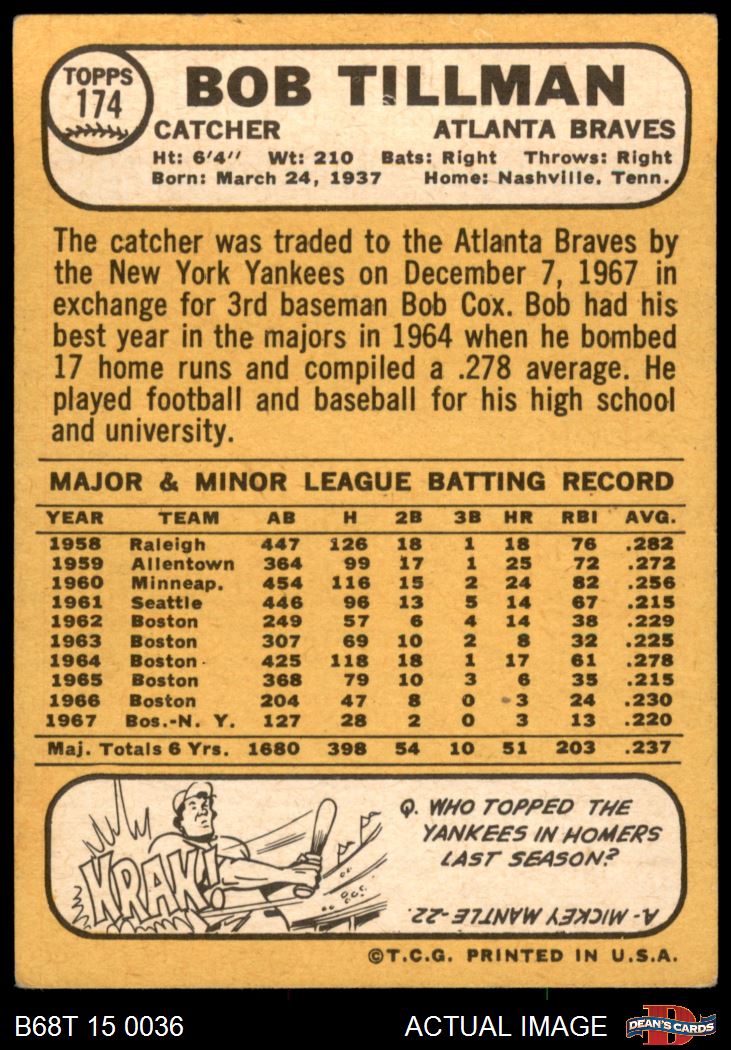 TOPPS
174
BOB TILLMAN
CATCHER ATLANTA BRAVES
Ht: 6'4" Wt: 210 Bats: Right Throws: Right
Born: March 24, 1937 Home: Nashville, Tenn.
The catcher was traded to the Atlanta Braves by
the New York Yankees on December 7, 1967 in
exchange for 3rd baseman Bob Cox. Bob had his
best year in the majors in 1964 when he bombed
17 home runs and compiled a .278 average. He
played football and baseball for his high school
and university.
MAJOR & MINOR LEAGUE BATTING RECORD
YEAR TEAM AB H 2B 3B HR RBI AVG.
1958 Raleigh 447 126 18 1 18 76 .282
1959 Allentown 364 99 17 1 25 72 .272
1960 Minneap. 454 116 15 2 24 82 .256
1961 Seattle 446 96 13 5 14 67 .215
1962 Boston 249 57 6 4 14 38 .229
1963 Boston 307 69 10 2 8 32 .225
1964 Boston 425 118 18 1 17 61 .278
1965 Boston 368 79 10 3 6 35 .215
1966 Boston 204 47 8 0 3 24 .230
1967 Bos.-N. Y. 127 28 2 0 3 13 .220
Maj. Totals 6 Yrs. 1680 398 54 10 51 203 .237
KRAK!
Q. WHO TOPPED THE
YANKEES IN HOMERS
LAST SEASON?
A- MICKEY MANTLE-22.
©T.C.G. PRINTED IN U.S.A.
B68T 15 0036 ACTUAL IMAGE
D
DEAN'S CARDS